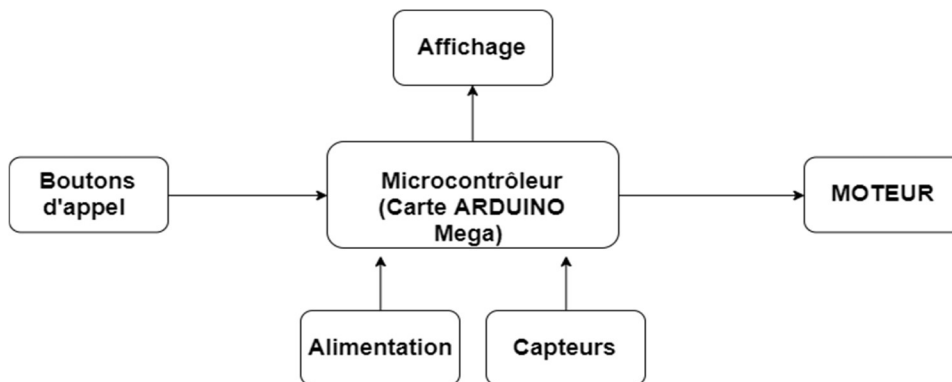 Affichage
Boutons
d'appel
Microcontrôleur
(Carte ARDUINO
Mega)
MOTEUR
Alimentation
Capteurs